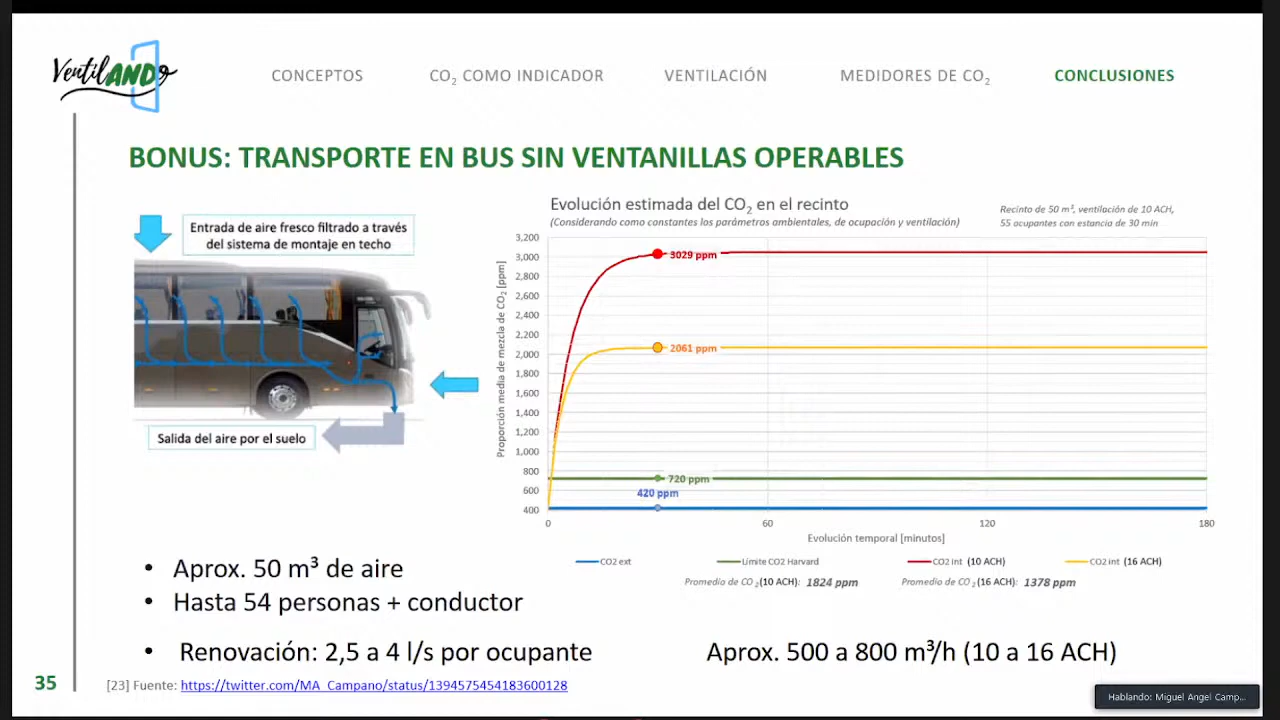 VentilANDo
CONCEPTOS
CO₂ COMO INDICADOR
VENTILACIÓN
MEDIDORES DE CO₂
CONCLUSIONES
BONUS: TRANSPORTE EN BUS SIN VENTANILLAS OPERABLES
Entrada de aire fresco filtrado a través
del sistema de montaje en techo
Salida del aire por el suelo
Evolución estimada del CO₂ en el recinto
(Considerando como constantes los parámetros ambientales, de ocupación y ventilación)
Recinto de 50 m³, ventilación de 10 ACH,
55 ocupantes con estancia de 30 min
Proporción media de mezcla de CO₂ [ppm]
3,200
3,000
2,800
2,600
2,400
2,200
2,000
1,800
1,600
1,400
1,200
1,000
800
600
400
3029 ppm
2061 ppm
720 ppm
420 ppm
0
60
120
180
Evolución temporal [minutos]
CO2 ext
Límite CO2 Harvard
CO2 int (10 ACH)
CO2 int (16 ACH)
Promedio de CO₂ (10 ACH): 1824 ppm
Promedio de CO₂ (16 ACH): 1378 ppm
• Aprox. 50 m³ de aire
• Hasta 54 personas + conductor
• Renovación: 2,5 a 4 l/s por ocupante
Aprox. 500 a 800 m³/h (10 a 16 ACH)
35
[23] Fuente: https://twitter.com/MA_Campano/status/1394575454183600128
Hablando: Miguel Angel Camp...